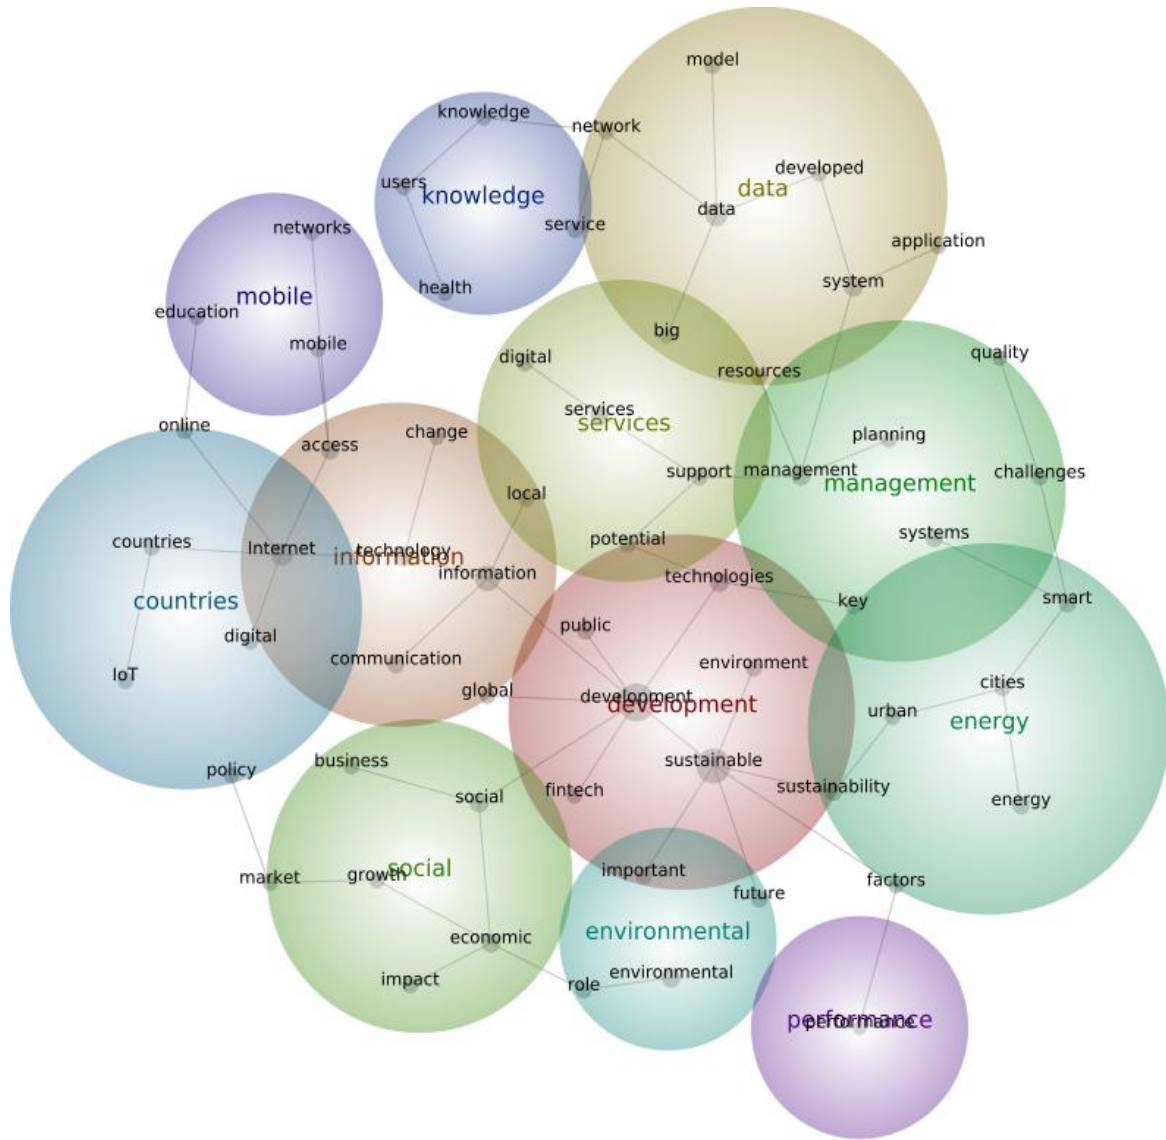 model
knowledge
network
developed
users
knowledge
data
data
networks
service
application
health
system
mobile
education
big
mobile
digital
resources
quality
services
services
online
change
planning
access
support
management
challenges
management
local
countries
Internet
technology
information
potential
systems
information
technologies
countries
key
smart
public
digital
communication
environment
IoT
global
development
development
cities
urban
energy
policy
business
sustainable
social
fintech
sustainability
energy
social
growth
market
important
future
factors
economic
environmental
impact
role
environmental
performance
performance